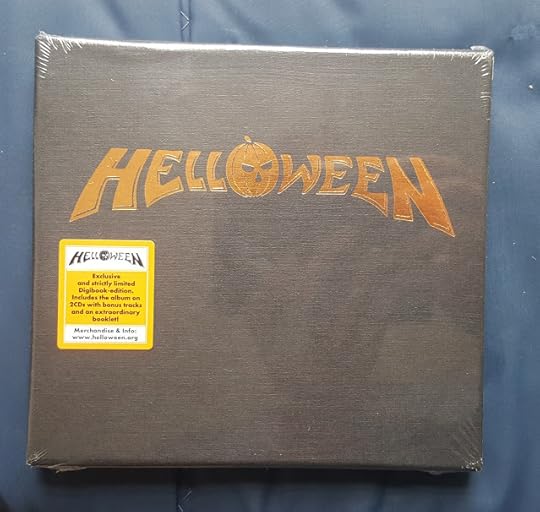 HELLOWEEN
HELLOWEEN
Exclusive
and strictly limited
Digibook-edition.
Includes the album on
2CDs with bonus tracks
and an extraordinary
booklet!
Merchandise & Info:
www.helloween.org